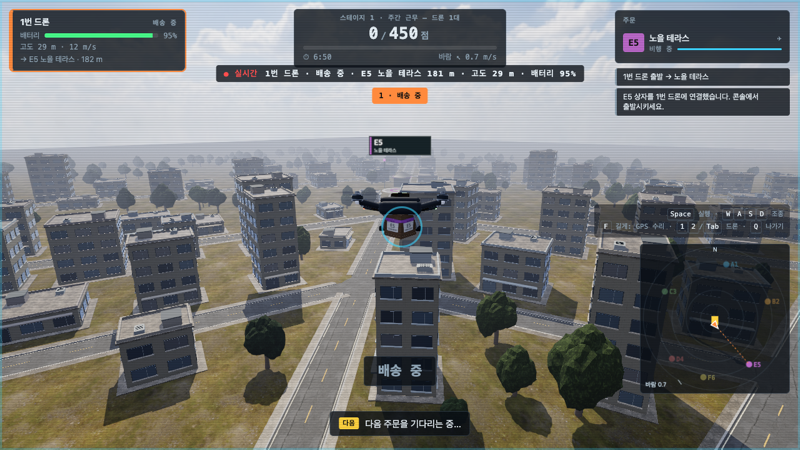 1번 드론 배송 중
배터리 95%
고도 29 m · 12 m/s
→ E5 노을 테라스 · 182 m
스테이지 1 · 주간 근무 — 드론 1대
0 / 450점
6:50 바람 ↖ 0.7 m/s
● 실시간 1번 드론 · 배송 중 · E5 노을 테라스 181 m · 고도 29 m · 배터리 95%
1 · 배송 중
주문
E5 노을 테라스
비행 중
1번 드론 출발 → 노을 테라스
E5 상자를 1번 드론에 연결했습니다. 콘솔에서
출발시키세요.
E5
노을 테라스
Space 실행 W A S D 조종
F 길게: GPS 수리 · 1 2 / Tab 드론 · Q 나가기
N
E1
C3
B2
D4
E5
F6
바람 0.7
배송 중
다음 다음 주문을 기다리는 중...